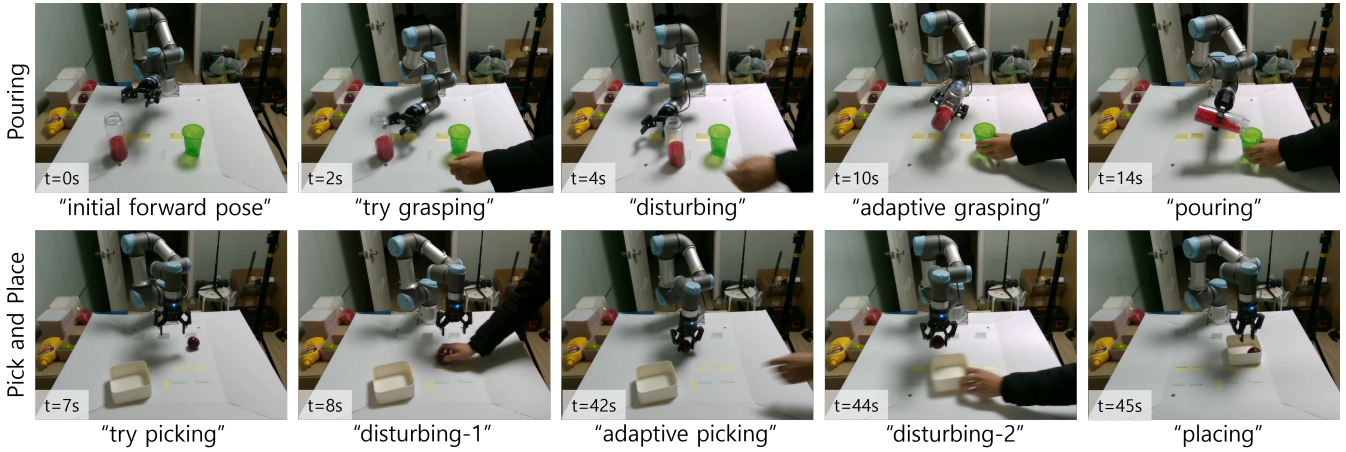 Pouring
t=0s
t=2s
t=4s
t=10s
t=14s
“initial forward pose”
“try grasping”
“disturbing”
“adaptive grasping”
“pouring”
Pick and Place
t=7s
t=8s
t=42s
t=44s
t=45s
“try picking”
“disturbing-1”
“adaptive picking”
“disturbing-2”
“placing”